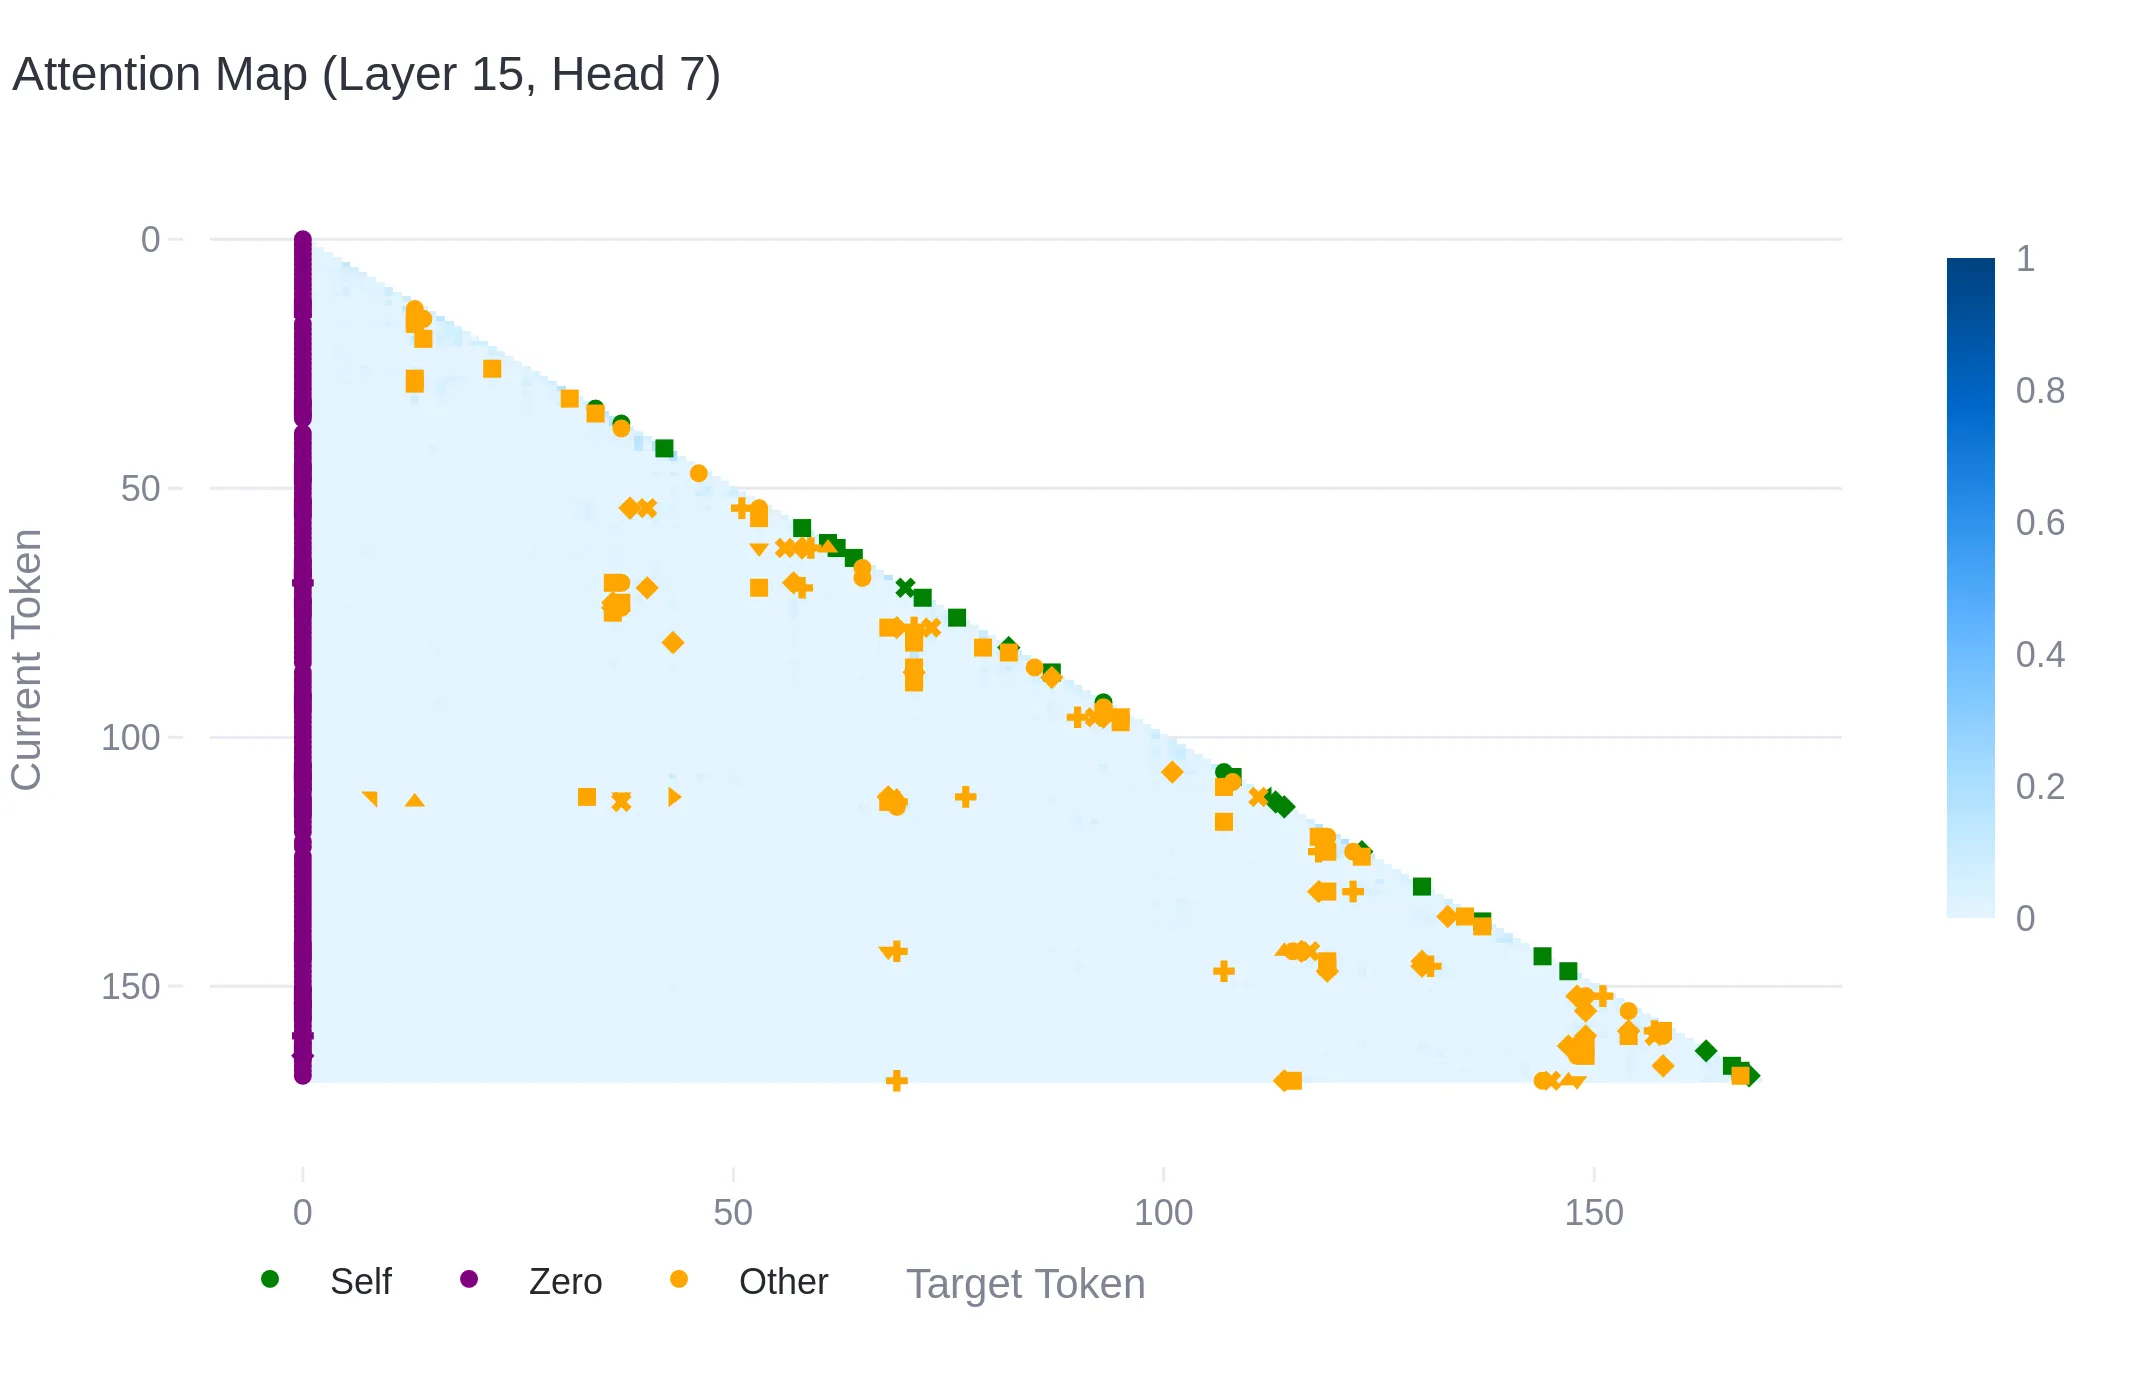 Attention Map (Layer 15, Head 7)
0
50
100
150
Current Token
0
50
100
150
Target Token
Self
Zero
Other
1
0.8
0.6
0.4
0.2
0